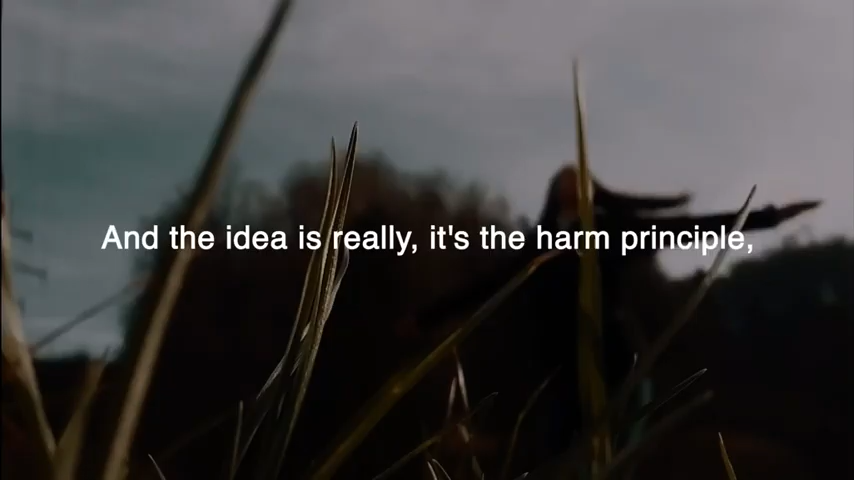 And the idea is really, it's the harm principle,